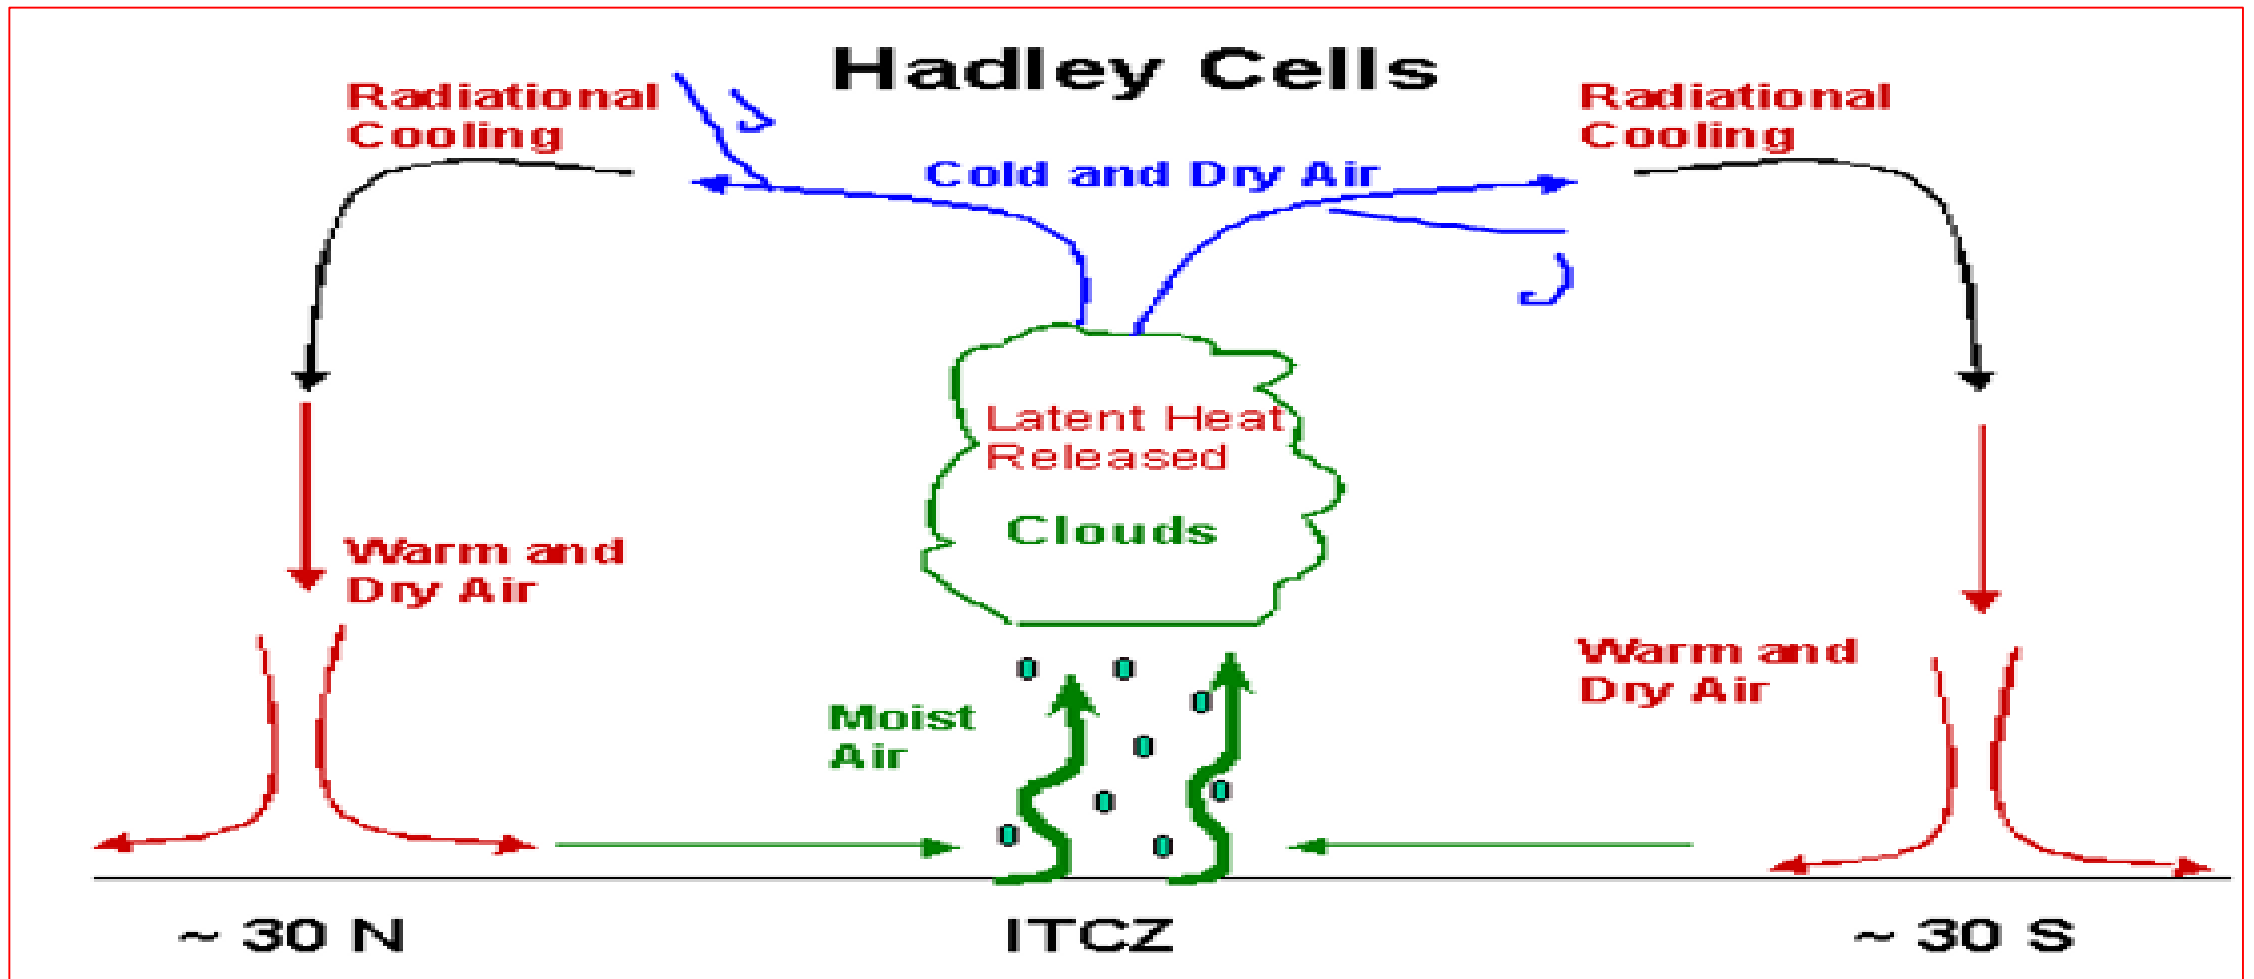 Hadley Cells
Radiational
Cooling
Radiational
Cooling
Cold and Dry Air
Latent Heat
Released
Clouds
Warm and
Dry Air
Warm and
Dry Air
Moist
Air
~ 30 N
ITCZ
~ 30 S